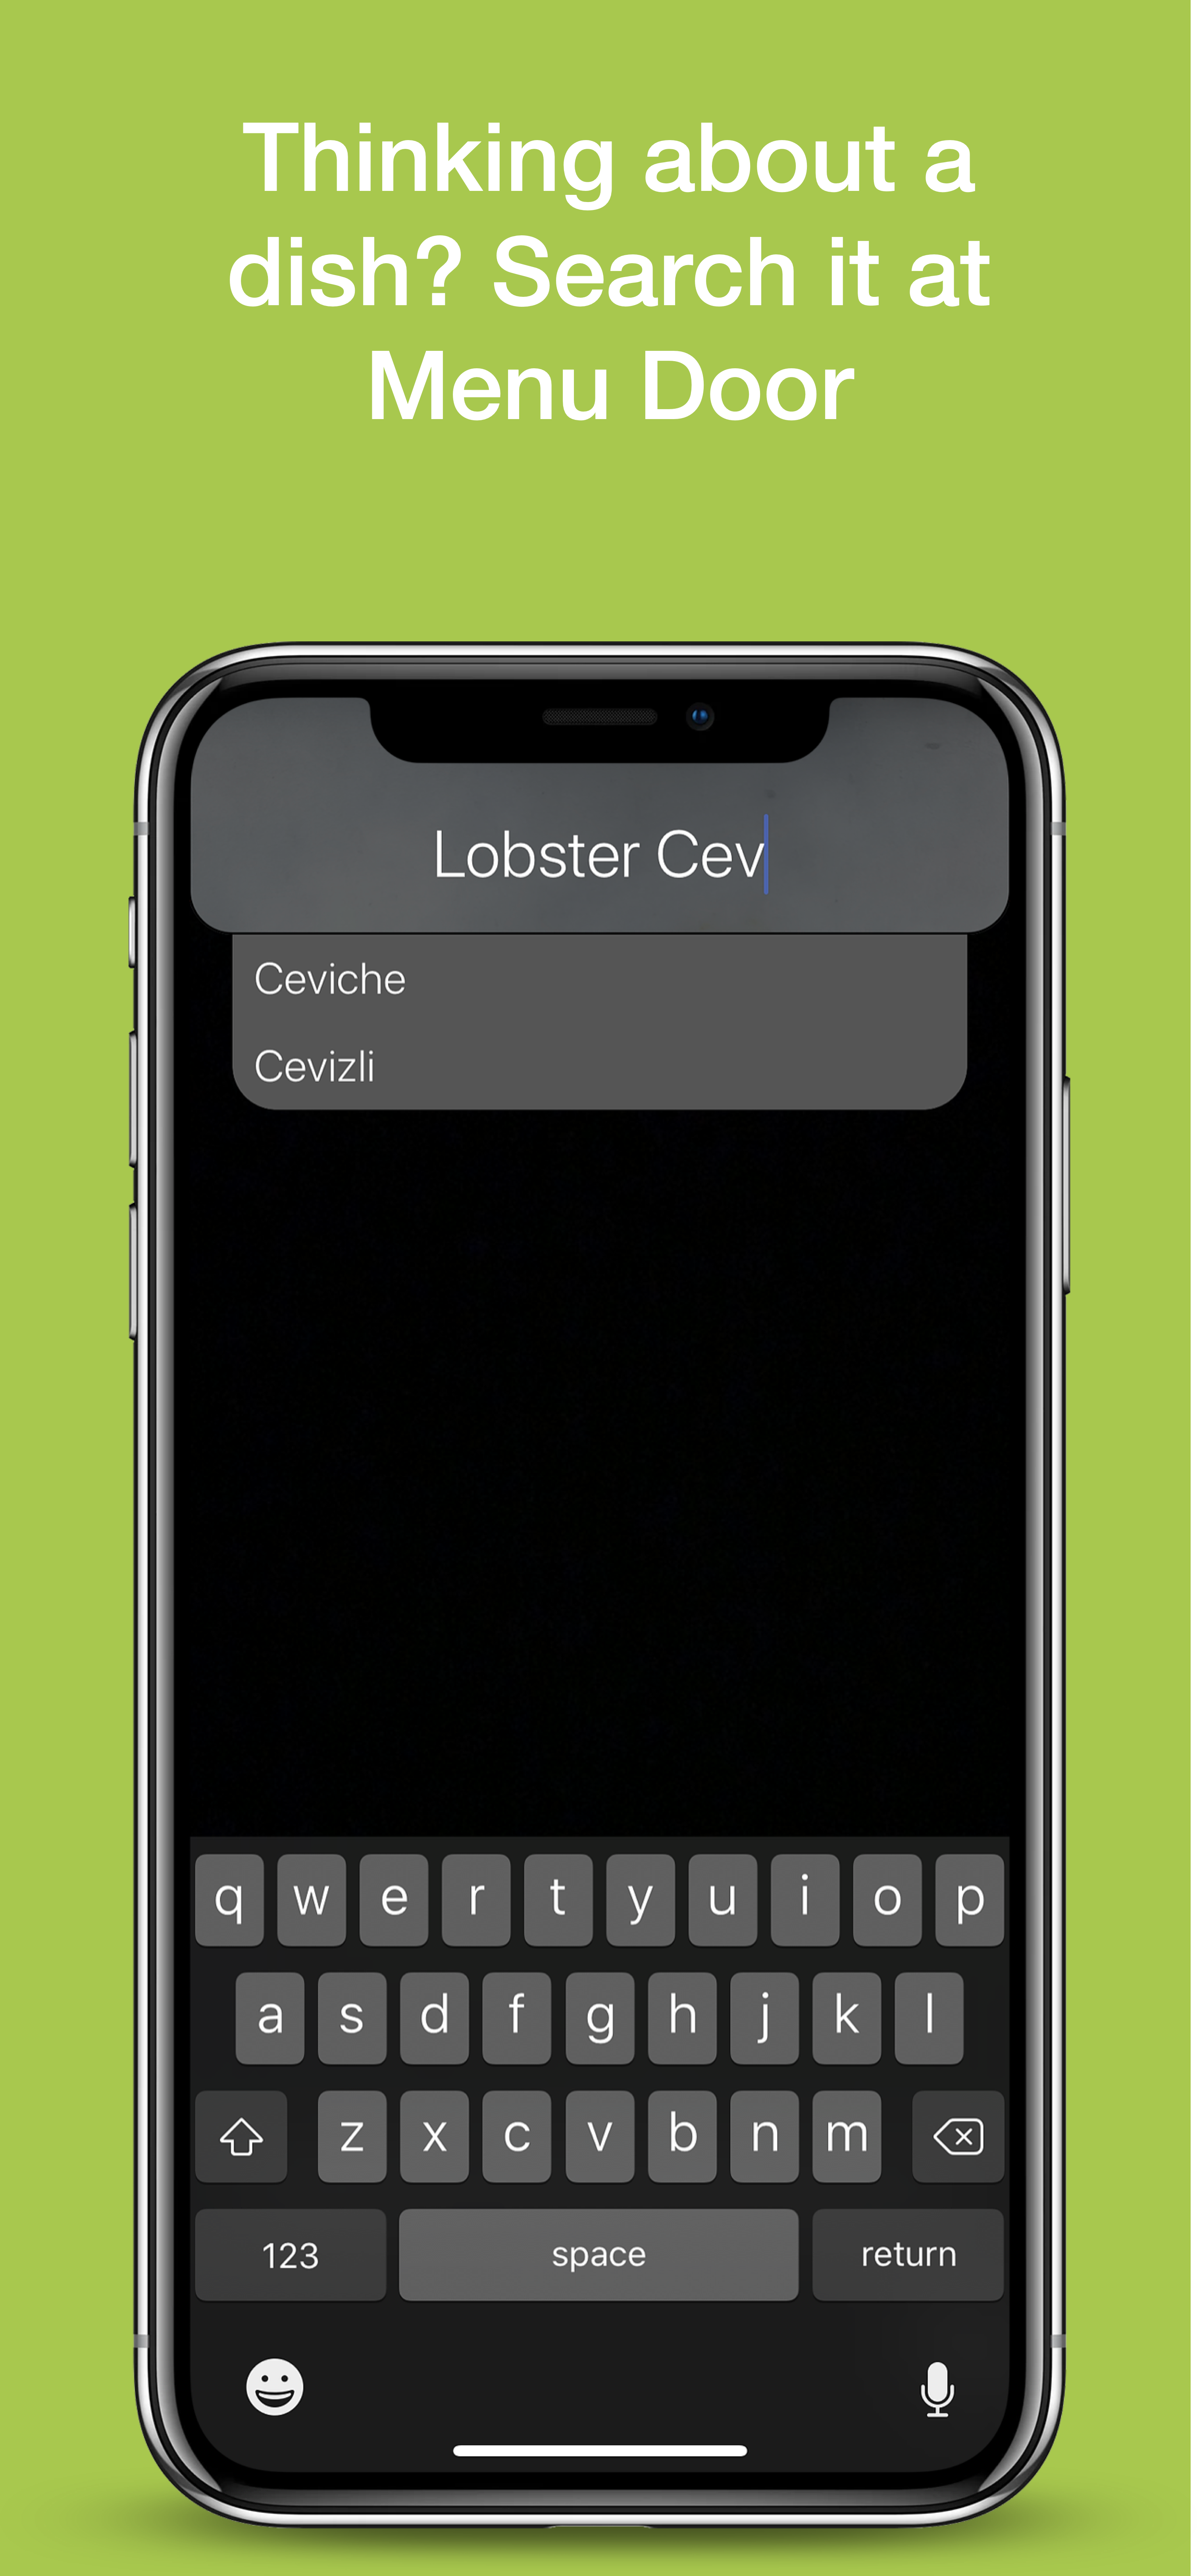 Thinking about a
dish? Search it at
Menu Door
Lobster Cev
Ceviche
Cevizli
q w e r t y u i o p
a s d f g h j k l
z x c v b n m
123 space return